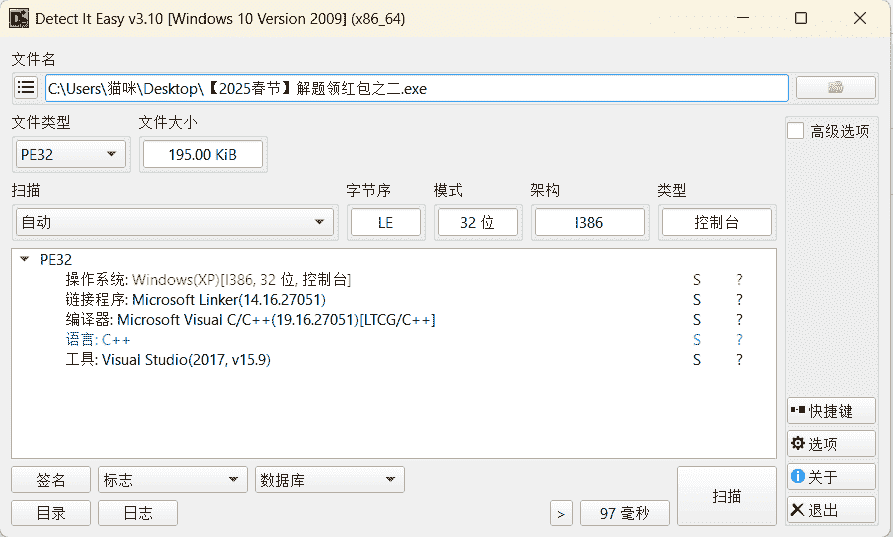 Detect It Easy v3.10 [Windows 10 Version 2009] (x86_64)
文件名
C:\Users\猫咪\Desktop\【2025春节】解题领红包之二.exe
文件类型 文件大小
PE32 195.00 KiB
高级选项
扫描 字节序 模式 架构 类型
自动 LE 32 位 I386 控制台
PE32
操作系统: Windows(XP)[I386, 32 位, 控制台] S ?
链接程序: Microsoft Linker(14.16.27051) S ?
编译器: Microsoft Visual C/C++(19.16.27051)[LTCG/C++] S ?
语言: C++ S ?
工具: Visual Studio(2017, v15.9) S ?
快捷键
选项
关于
退出
签名 标志 数据库 扫描
目录 日志 > 97 毫秒